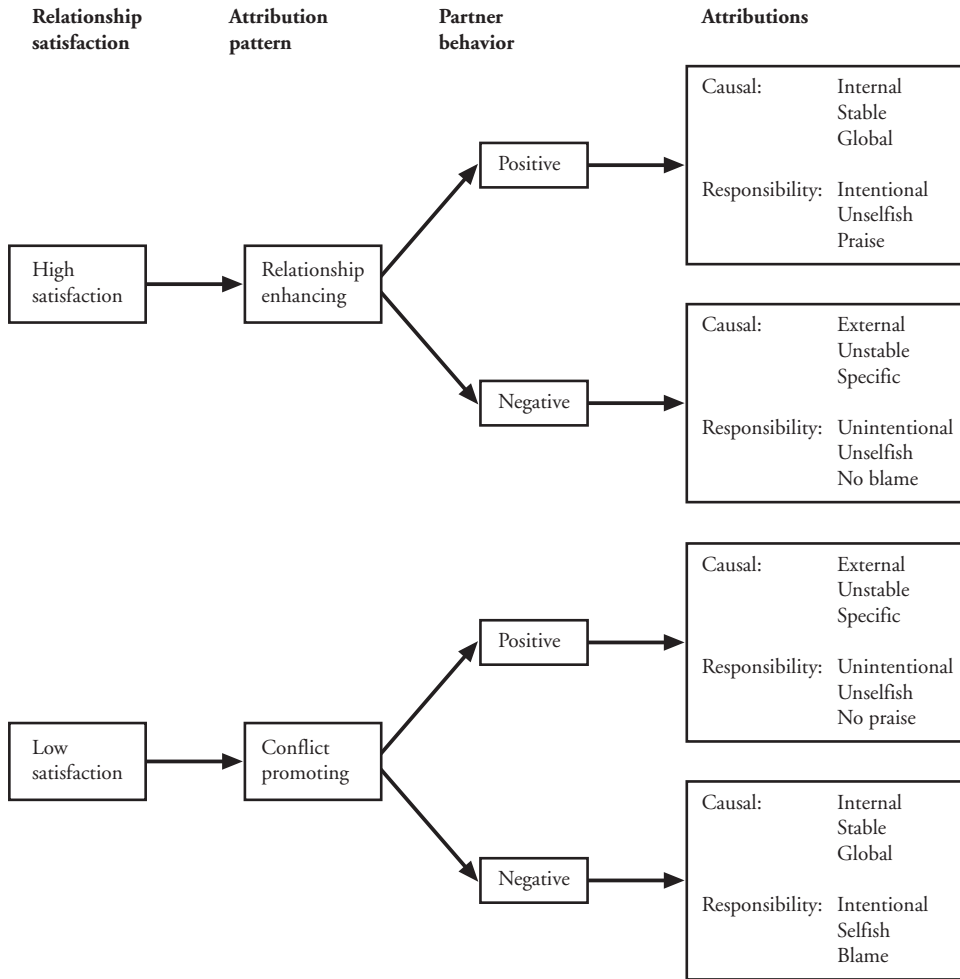 Relationship satisfaction
Attribution pattern
Partner behavior
Attributions
High
satisfaction
Relationship
enhancing
Positive
Causal: Internal
Stable
Global
Responsibility: Intentional
Unselfish
Praise
Negative
Causal: External
Unstable
Specific
Responsibility: Unintentional
Unselfish
No blame
Low
satisfaction
Conflict
promoting
Positive
Causal: External
Unstable
Specific
Responsibility: Unintentional
Unselfish
No praise
Negative
Causal: Internal
Stable
Global
Responsibility: Intentional
Selfish
Blame